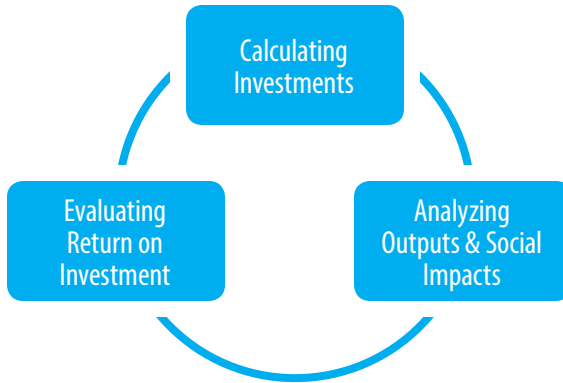 Calculating
Investments
Analyzing
Outputs & Social
Impacts
Evaluating
Return on
Investment